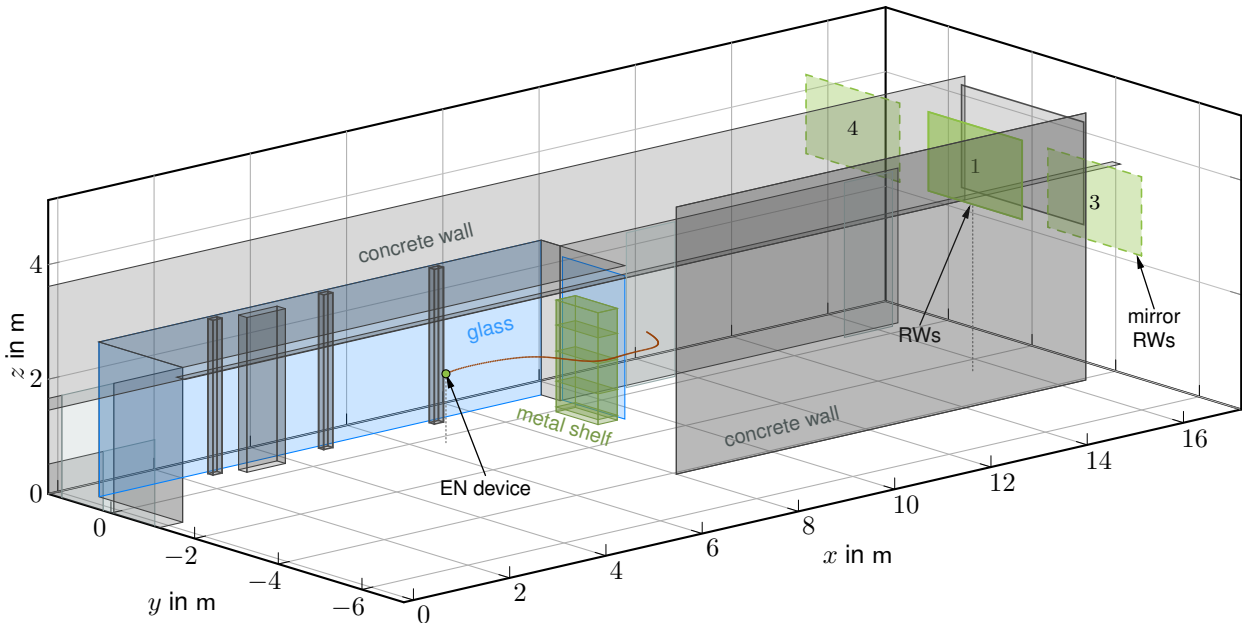 4
1
3
concrete wall
4
glass
mirror
RWs
RWs
z in m
2
metal shelf
concrete wall
EN device
0
0
−2
−4
−6
0
2
4
6
8
10
12
14
16
x in m
y in m